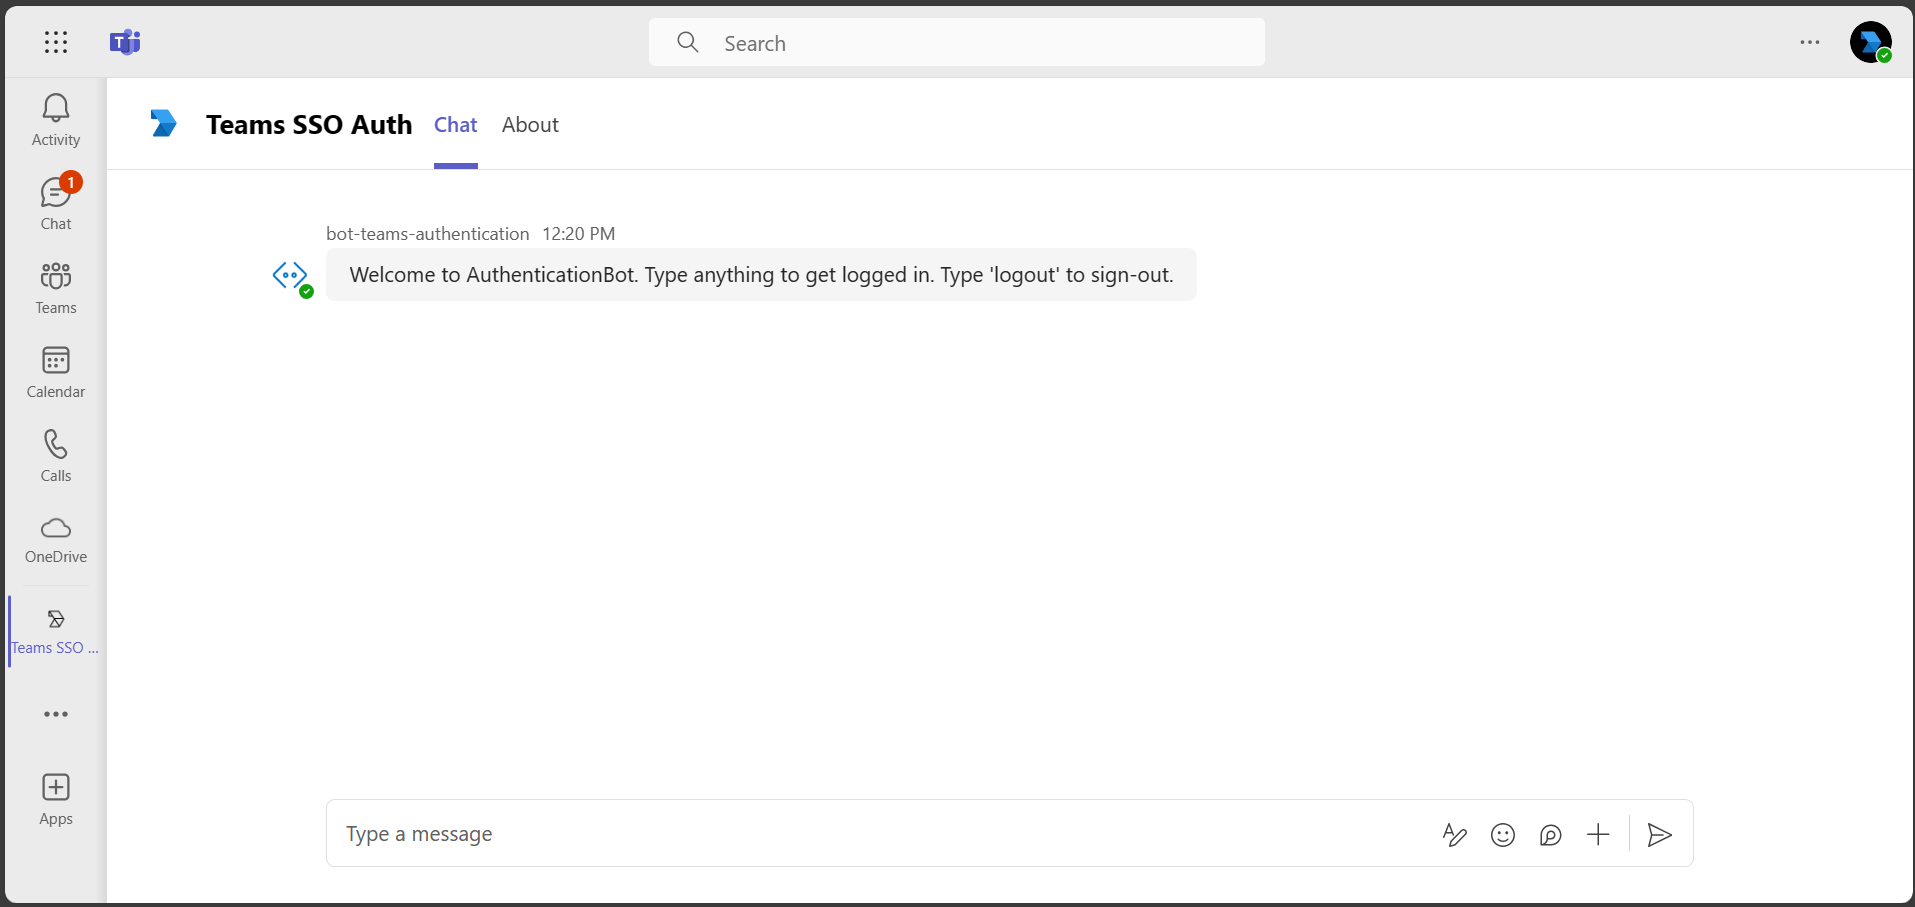 Search
Activity
1
Chat
Teams
Calendar
Calls
OneDrive
Teams SSO ...
Apps
Teams SSO Auth Chat About
bot-teams-authentication 12:20 PM
Welcome to AuthenticationBot. Type anything to get logged in. Type 'logout' to sign-out.
Type a message